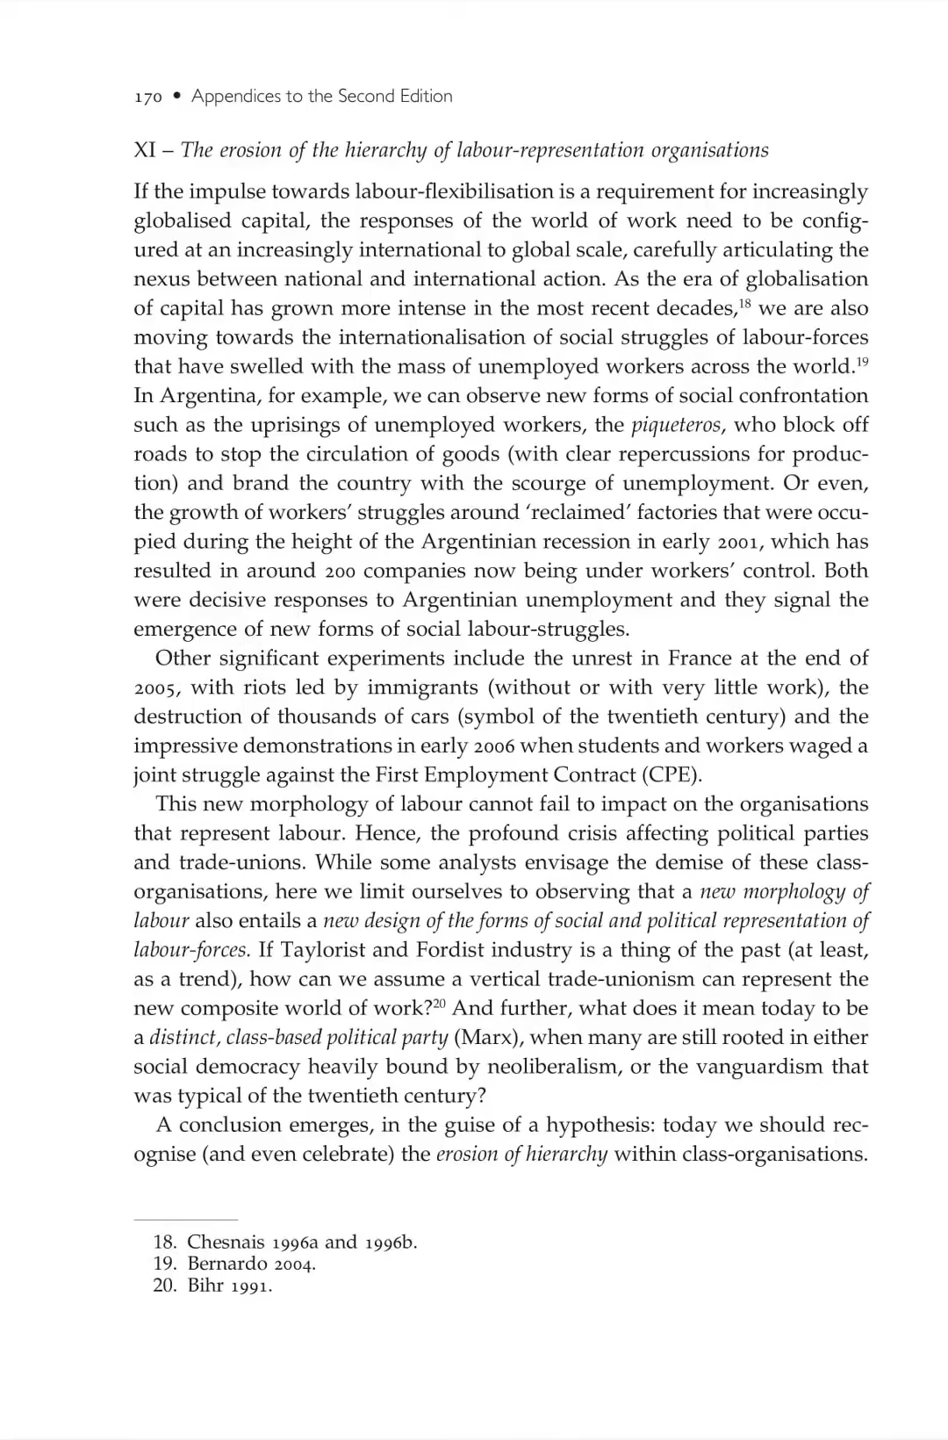 170 • Appendices to the Second Edition
XI – The erosion of the hierarchy of labour-representation organisations
If the impulse towards labour-flexibilisation is a requirement for increasingly
globalised capital, the responses of the world of work need to be config-
ured at an increasingly international to global scale, carefully articulating the
nexus between national and international action. As the era of globalisation
of capital has grown more intense in the most recent decades,18 we are also
moving towards the internationalisation of social struggles of labour-forces
that have swelled with the mass of unemployed workers across the world.19
In Argentina, for example, we can observe new forms of social confrontation
such as the uprisings of unemployed workers, the piqueteros, who block off
roads to stop the circulation of goods (with clear repercussions for produc-
tion) and brand the country with the scourge of unemployment. Or even,
the growth of workers’ struggles around ‘reclaimed’ factories that were occu-
pied during the height of the Argentinian recession in early 2001, which has
resulted in around 200 companies now being under workers’ control. Both
were decisive responses to Argentinian unemployment and they signal the
emergence of new forms of social labour-struggles.
Other significant experiments include the unrest in France at the end of
2005, with riots led by immigrants (without or with very little work), the
destruction of thousands of cars (symbol of the twentieth century) and the
impressive demonstrations in early 2006 when students and workers waged a
joint struggle against the First Employment Contract (CPE).
This new morphology of labour cannot fail to impact on the organisations
that represent labour. Hence, the profound crisis affecting political parties
and trade-unions. While some analysts envisage the demise of these class-
organisations, here we limit ourselves to observing that a new morphology of
labour also entails a new design of the forms of social and political representation of
labour-forces. If Taylorist and Fordist industry is a thing of the past (at least,
as a trend), how can we assume a vertical trade-unionism can represent the
new composite world of work?20 And further, what does it mean today to be
a distinct, class-based political party (Marx), when many are still rooted in either
social democracy heavily bound by neoliberalism, or the vanguardism that
was typical of the twentieth century?
A conclusion emerges, in the guise of a hypothesis: today we should rec-
ognise (and even celebrate) the erosion of hierarchy within class-organisations.
18. Chesnais 1996a and 1996b.
19. Bernardo 2004.
20. Bihr 1991.